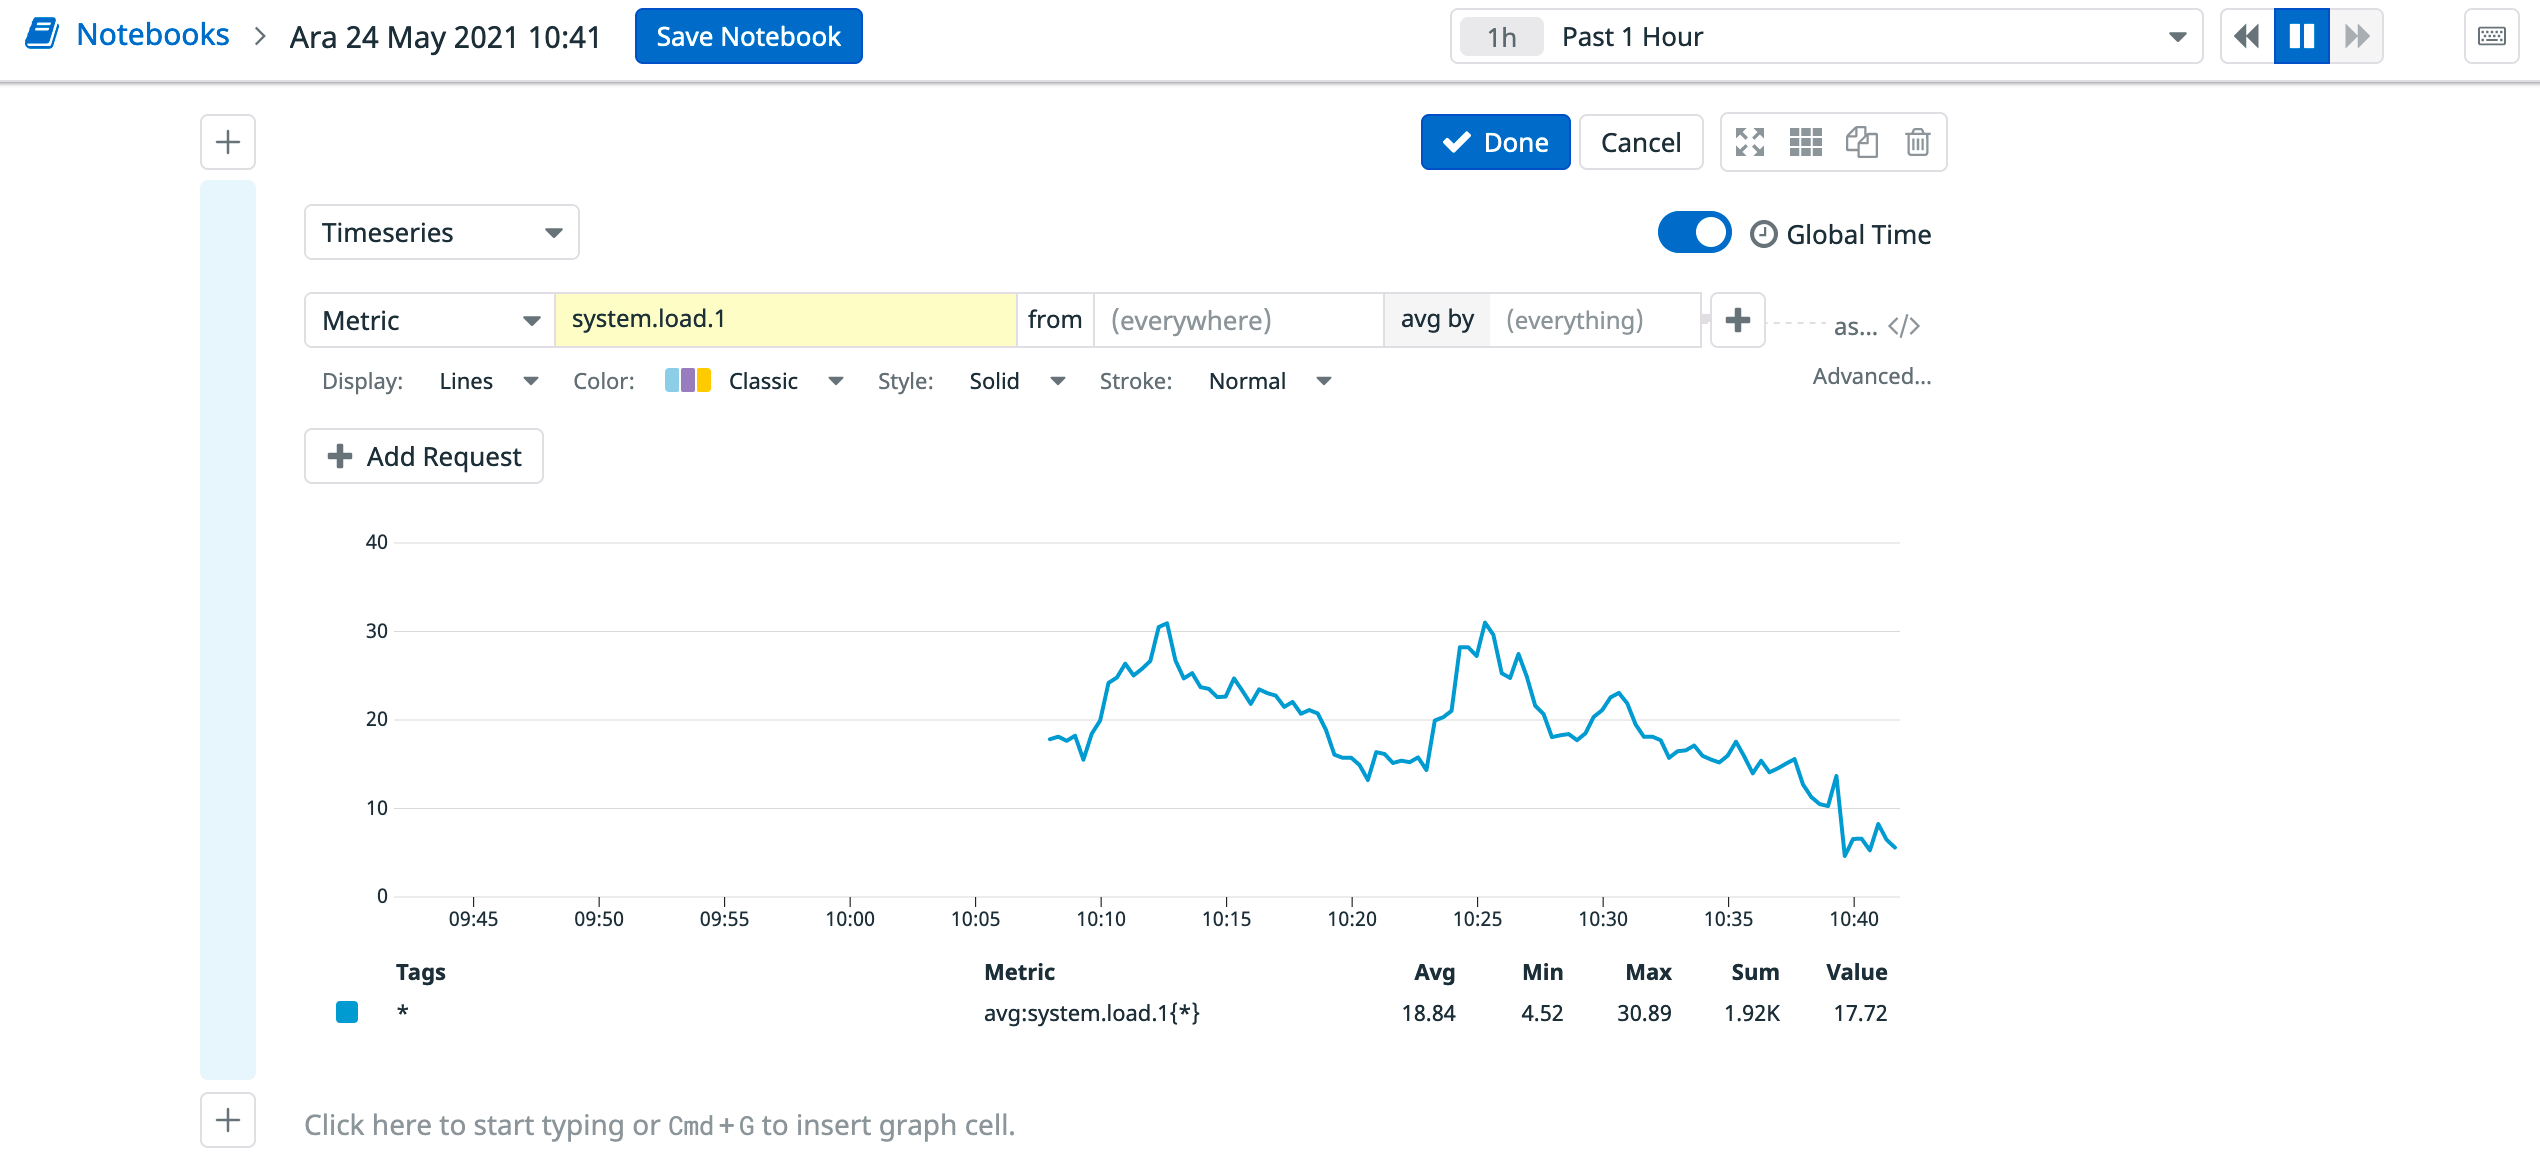 Notebooks > Ara 24 May 2021 10:41 Save Notebook 1h Past 1 Hour
Done Cancel
Timeseries Global Time
Metric system.load.1 from (everywhere) avg by (everything) as... </>
Display: Lines Color: Classic Style: Solid Stroke: Normal Advanced...
Add Request
40
30
20
10
0
09:45 09:50 09:55 10:00 10:05 10:10 10:15 10:20 10:25 10:30 10:35 10:40
Tags Metric Avg Min Max Sum Value
* avg:system.load.1{*} 18.84 4.52 30.89 1.92K 17.72
Click here to start typing or Cmd+G to insert graph cell.